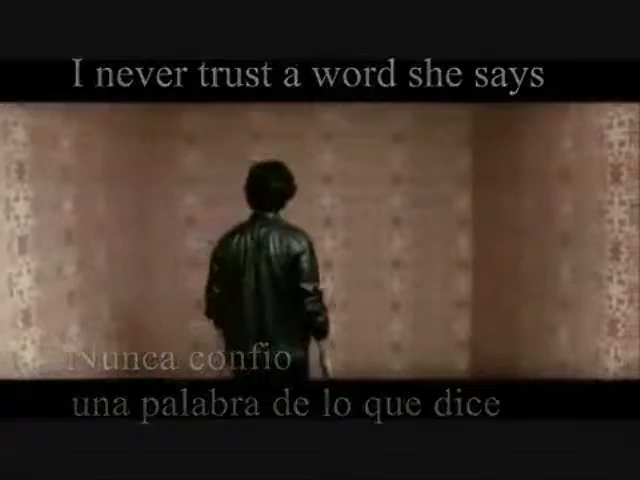 I never trust a word she says
Nunca confio
una palabra de lo que dice